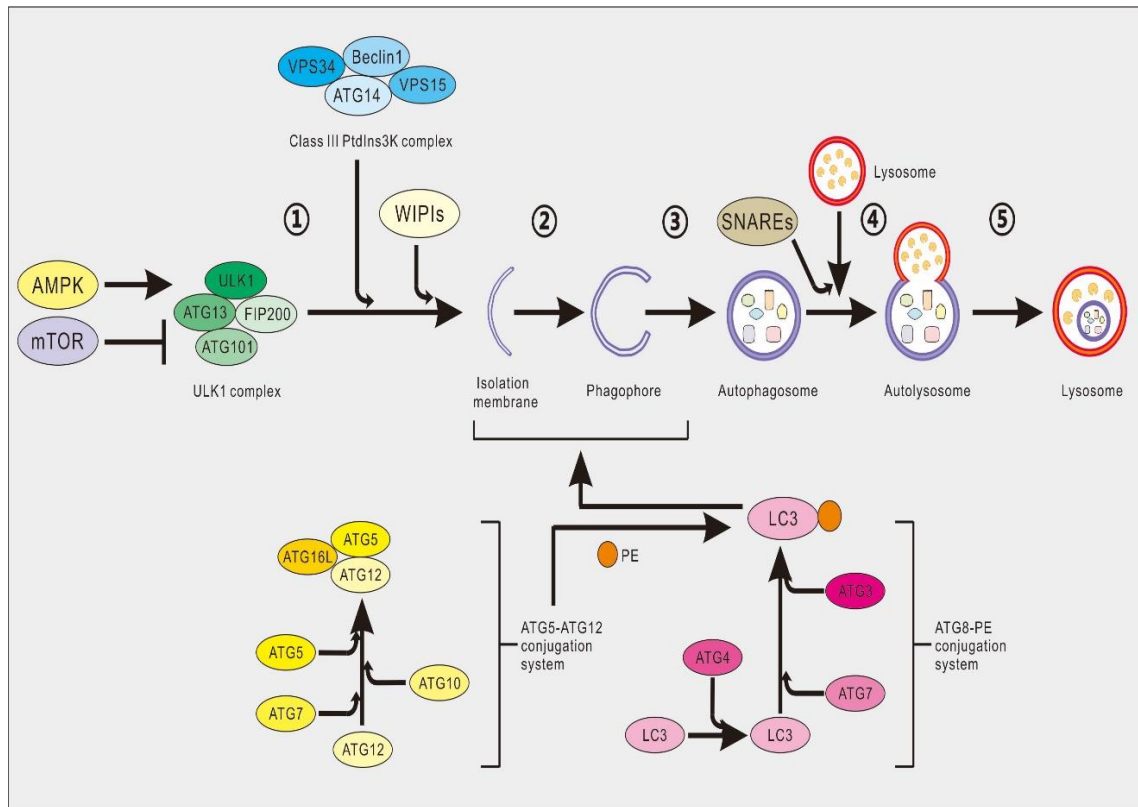 VPS34
Beclin1
ATG14
VPS15
Class III PtdIns3K complex
①
WIPIs
②
③
SNAREs
Lysosome
④
⑤
AMPK
mTOR
ULK1
ATG13
FIP200
ATG101
ULK1 complex
Isolation
membrane
Phagophore
Autophagosome
Autolysosome
Lysosome
ATG16L
ATG5
ATG12
ATG5
ATG7
ATG10
ATG12
ATG5-ATG12
conjugation
system
PE
LC3
ATG3
ATG4
ATG7
LC3
LC3
ATG8-PE
conjugation
system